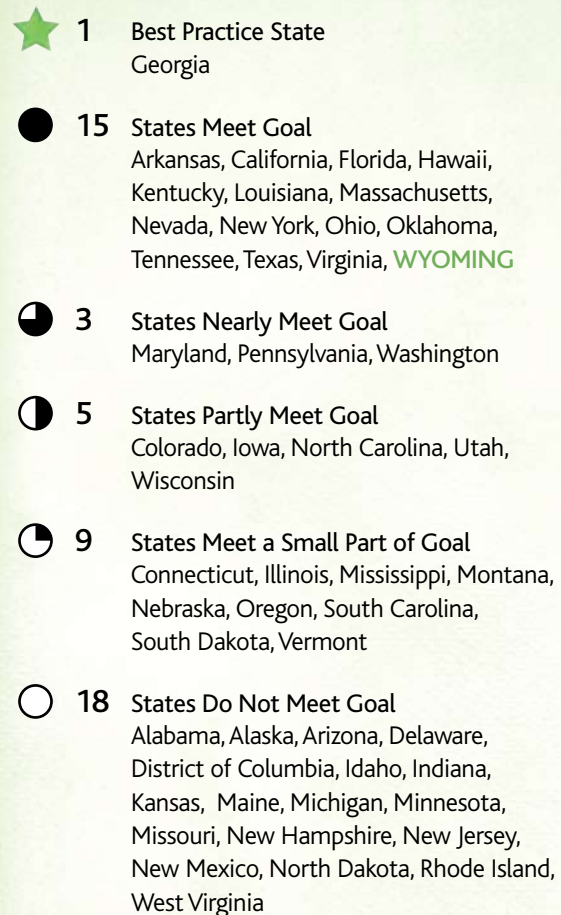 1 Best Practice State
Georgia
15 States Meet Goal
Arkansas, California, Florida, Hawaii,
Kentucky, Louisiana, Massachusetts,
Nevada, New York, Ohio, Oklahoma,
Tennessee, Texas, Virginia, WYOMING
3 States Nearly Meet Goal
Maryland, Pennsylvania, Washington
5 States Partly Meet Goal
Colorado, Iowa, North Carolina, Utah,
Wisconsin
9 States Meet a Small Part of Goal
Connecticut, Illinois, Mississippi, Montana,
Nebraska, Oregon, South Carolina,
South Dakota, Vermont
18 States Do Not Meet Goal
Alabama, Alaska, Arizona, Delaware,
District of Columbia, Idaho, Indiana,
Kansas, Maine, Michigan, Minnesota,
Missouri, New Hampshire, New Jersey,
New Mexico, North Dakota, Rhode Island,
West Virginia